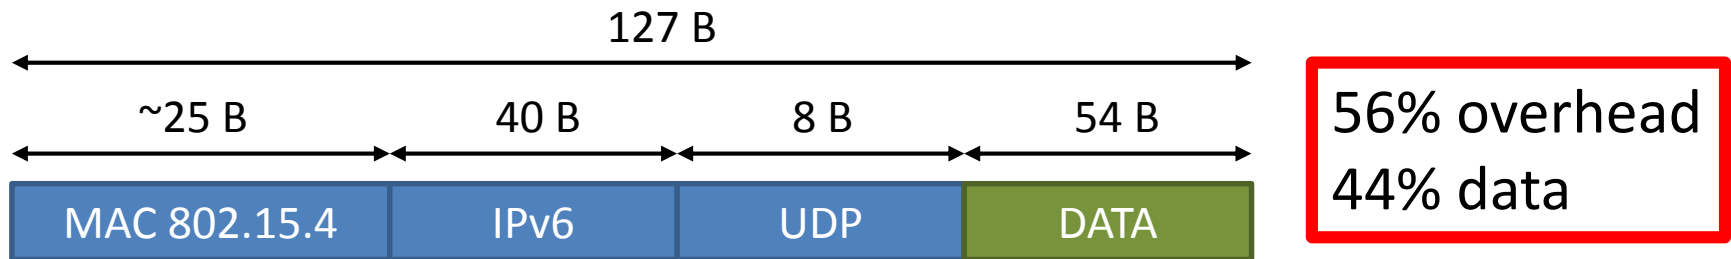 127 B
~25 B 40 B 8 B 54 B
MAC 802.15.4 IPv6 UDP DATA
56% overhead
44% data